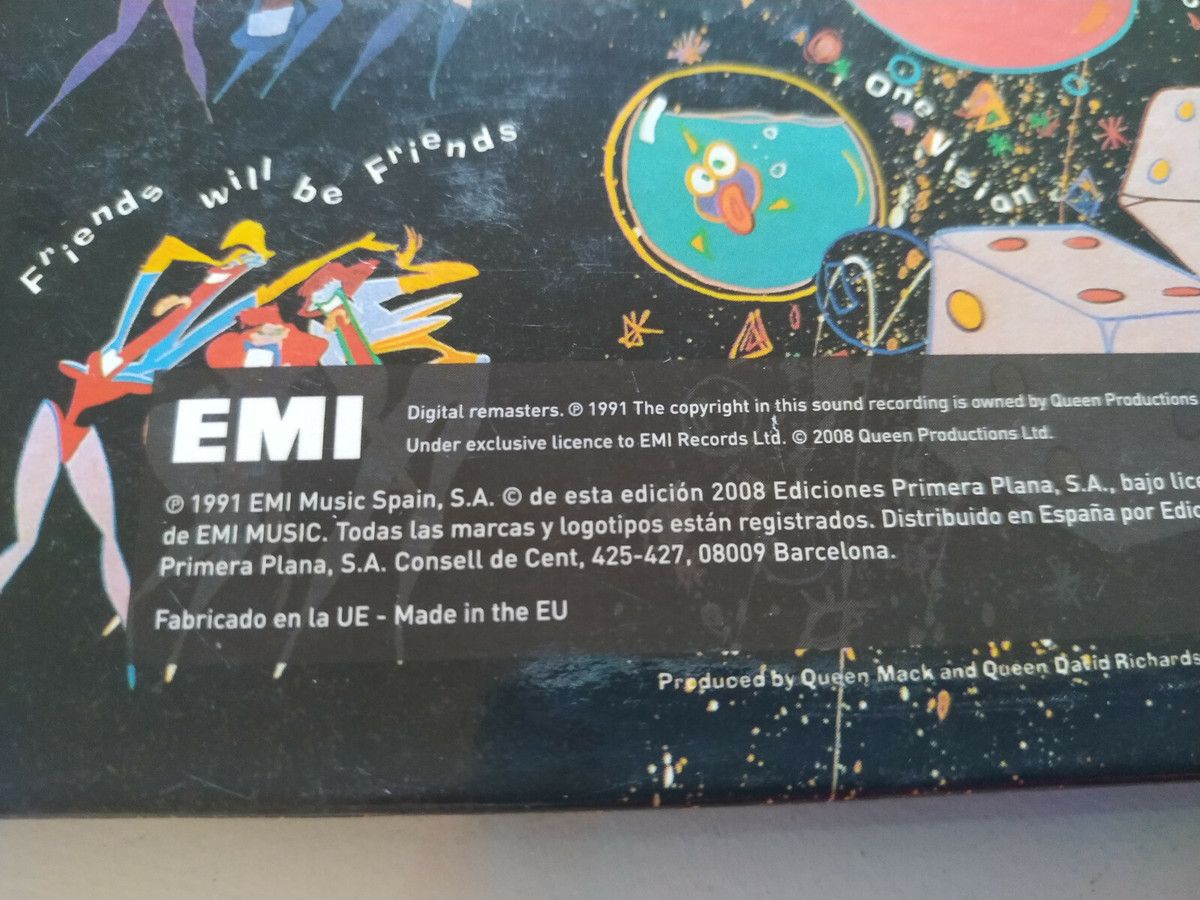 One
Vision
Friends will be Friends
EMI
Digital remasters. ℗ 1991 The copyright in this sound recording is owned by Queen Productions
Under exclusive licence to EMI Records Ltd. © 2008 Queen Productions Ltd.
℗ 1991 EMI Music Spain, S.A. © de esta edición 2008 Ediciones Primera Plana, S.A., bajo
de EMI MUSIC. Todas las marcas y logotipos están registrados. Distribuido en España por
Primera Plana, S.A. Consell de Cent, 425-427, 08009 Barcelona.
Fabricado en la UE - Made in the EU
Produced by Queen Mack and Queen David Richards